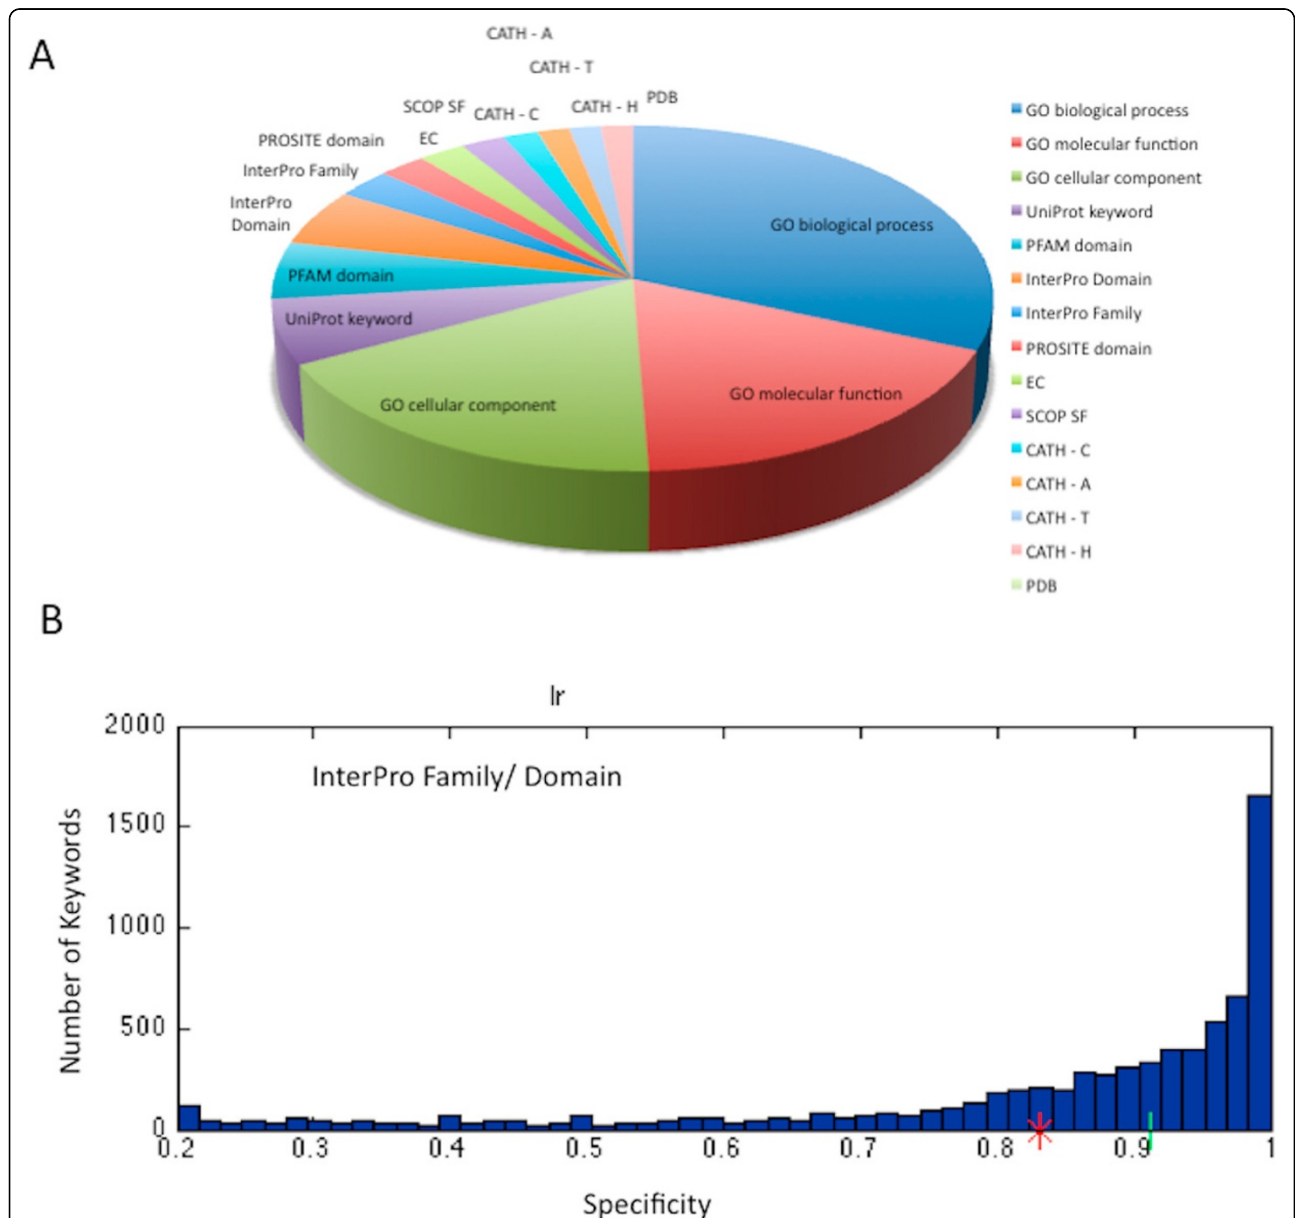 A
CATH - A
CATH - T
PDB
SCOP SF
CATH - C
CATH - H
PROSITE domain
EC
InterPro Family
InterPro
Domain
PFAM domain
UniProt keyword
GO cellular component
GO molecular function
GO biological process
GO biological process
GO molecular function
GO cellular component
UniProt keyword
PFAM domain
InterPro Domain
InterPro Family
PROSITE domain
EC
SCOP SF
CATH - C
CATH - A
CATH - T
CATH - H
PDB
B
Ir
InterPro Family/ Domain
Number of Keywords
2000
1500
1000
500
0
0.2 0.3 0.4 0.5 0.6 0.7 0.8 0.9 1
Specificity